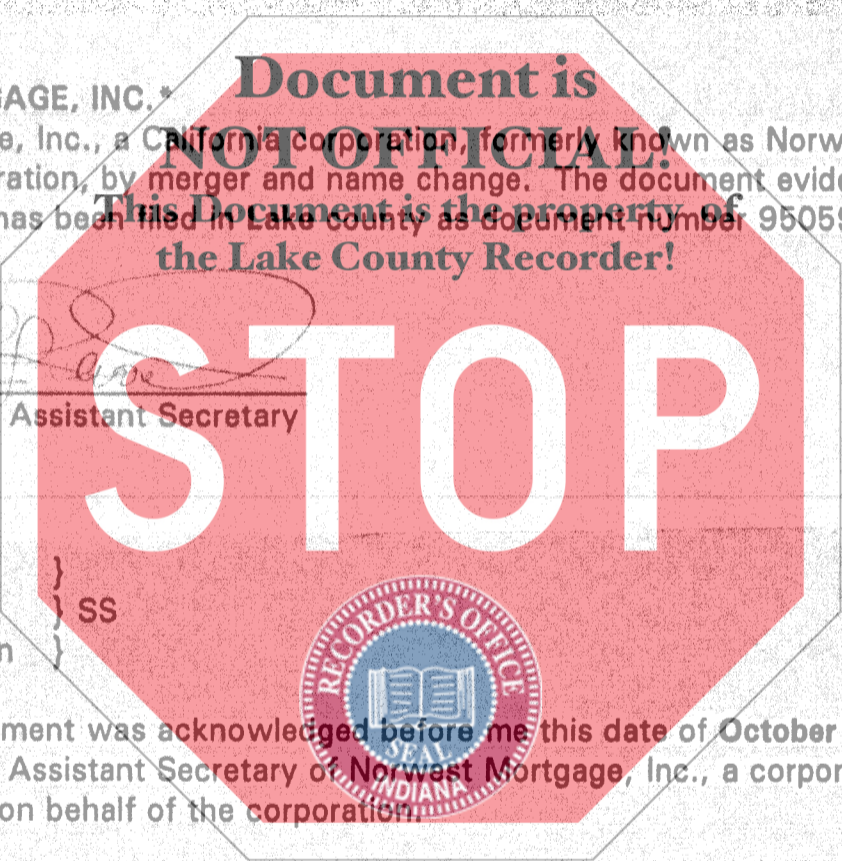 Document is
AGE, INC.*
NOT OFFICIAL!
e, Inc., a California corporation, formerly known as Norw
ration, by merger and name change. The document evide
This Document is the property of
has been filed in Lake county as document number 95059
the Lake County Recorder!
Assistant Secretary
STOP
}
} SS
n }
RECORDER'S OFFICE
SEAL
INDIANA
ment was acknowledged before me this date of October
Assistant Secretary of Norwest Mortgage, Inc., a corpor
on behalf of the corporation.